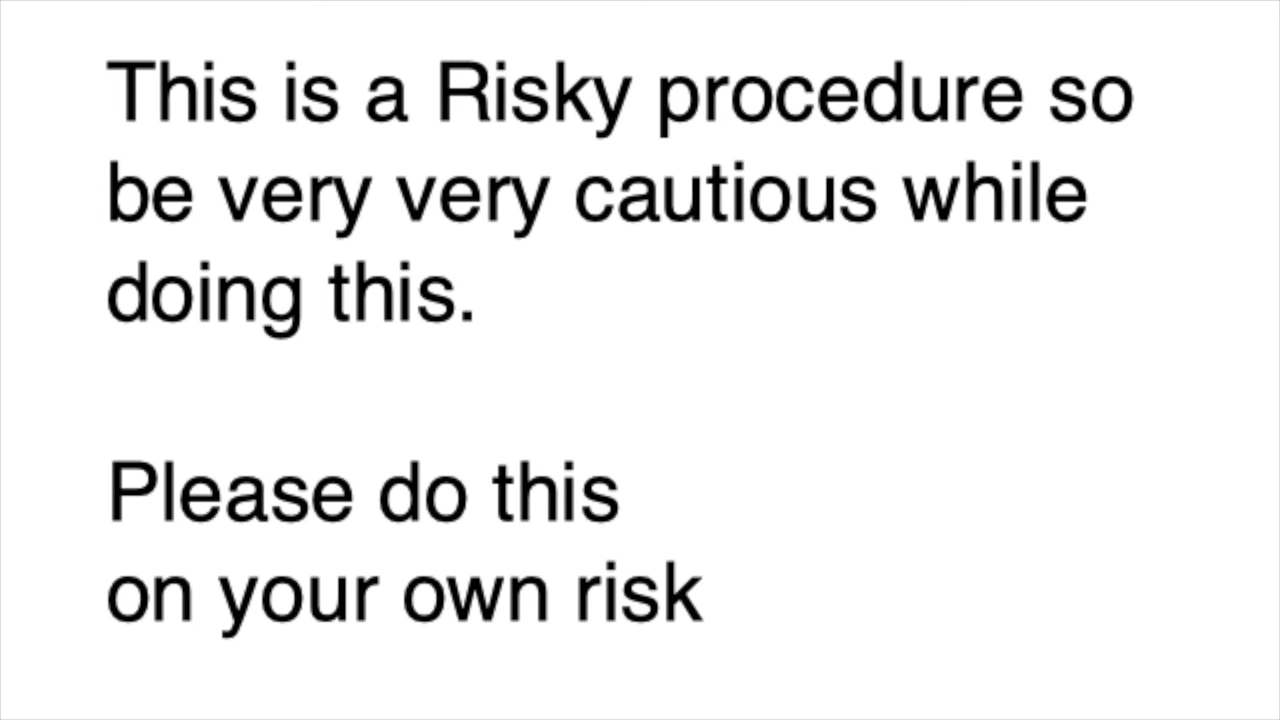 This is a Risky procedure so
be very very cautious while
doing this.
Please do this
on your own risk